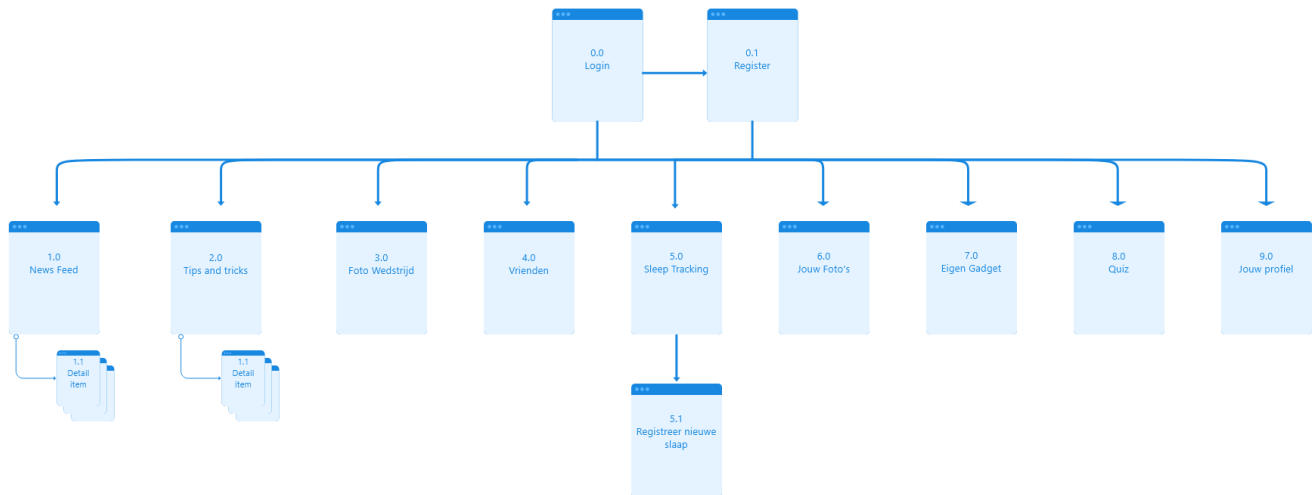 0.0
Login
0.1
Register
1.0
News Feed
2.0
Tips and tricks
3.0
Foto Wedstrijd
4.0
Vrienden
5.0
Sleep Tracking
6.0
Jouw Foto's
7.0
Eigen Gadget
8.0
Quiz
9.0
Jouw profiel
1.1
Detail
item
1.1
Detail
item
5.1
Registreer nieuwe
slaap